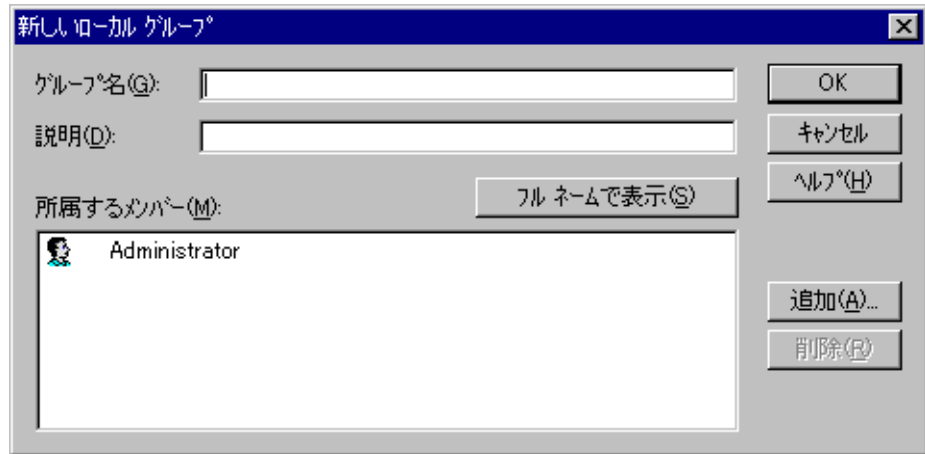 新しいローカル グループ
グループ名(G):
OK
説明(D):
キャンセル
ヘルプ(H)
フル ネームで表示(S)
所属するメンバー(M):
Administrator
追加(A)...
削除(R)